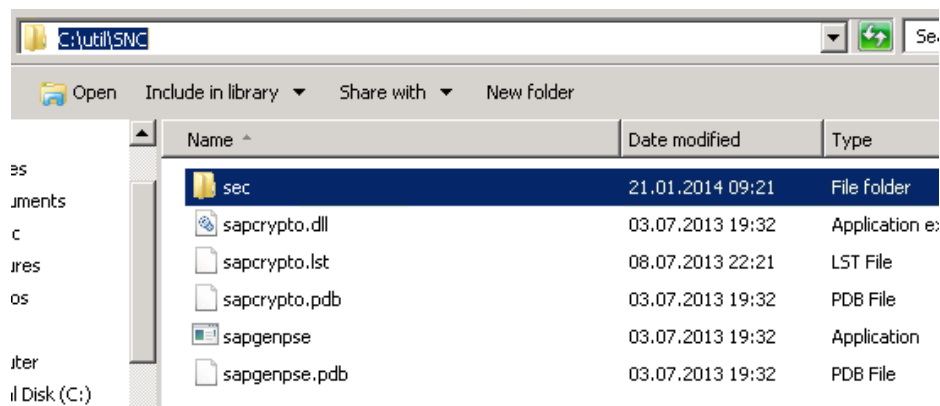 C:\util\SNC
Open Include in library Share with New folder
Name Date modified Type
sec 21.01.2014 09:21 File folder
sapcrypto.dll 03.07.2013 19:32 Application
sapcrypto.lst 08.07.2013 22:21 LST File
sapcrypto.pdb 03.07.2013 19:32 PDB File
sapgenpse 03.07.2013 19:32 Application
sapgenpse.pdb 03.07.2013 19:32 PDB File
Disk (C:)